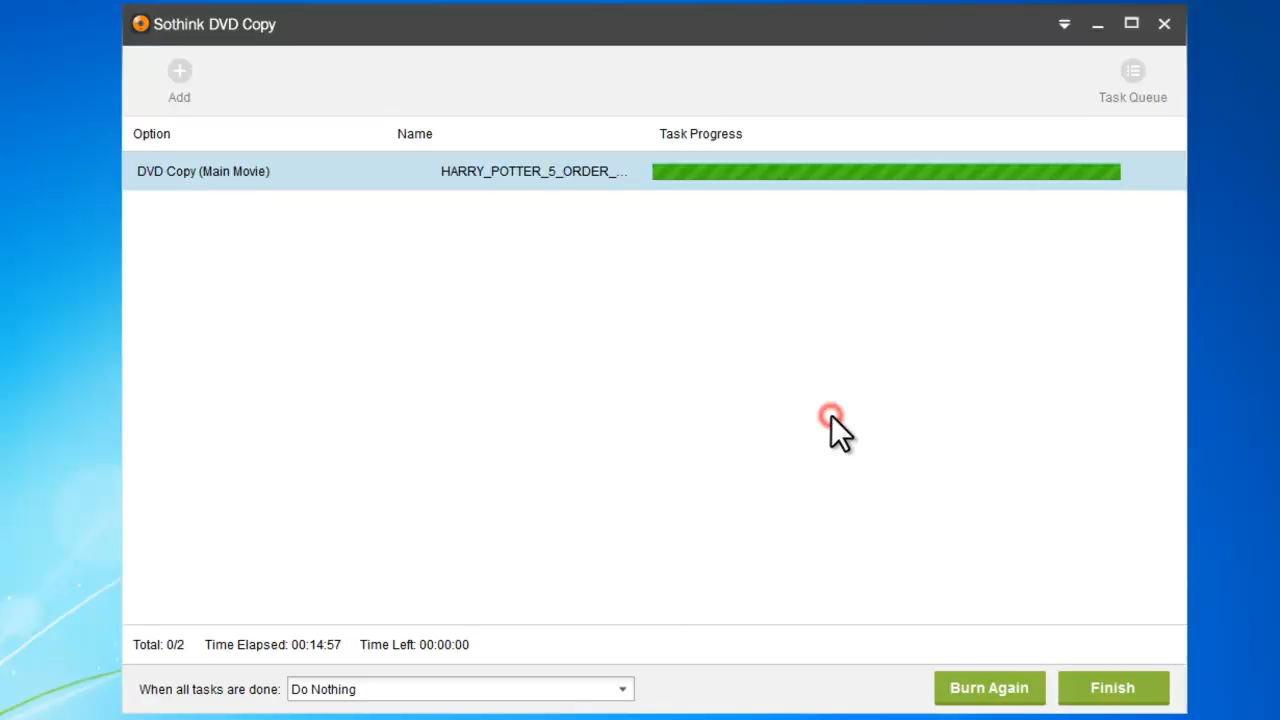 Sothink DVD Copy
Add
Task Queue
Option Name Task Progress
DVD Copy (Main Movie) HARRY_POTTER_5_ORDER_...
Total: 0/2 Time Elapsed: 00:14:57 Time Left: 00:00:00
When all tasks are done: Do Nothing Burn Again Finish